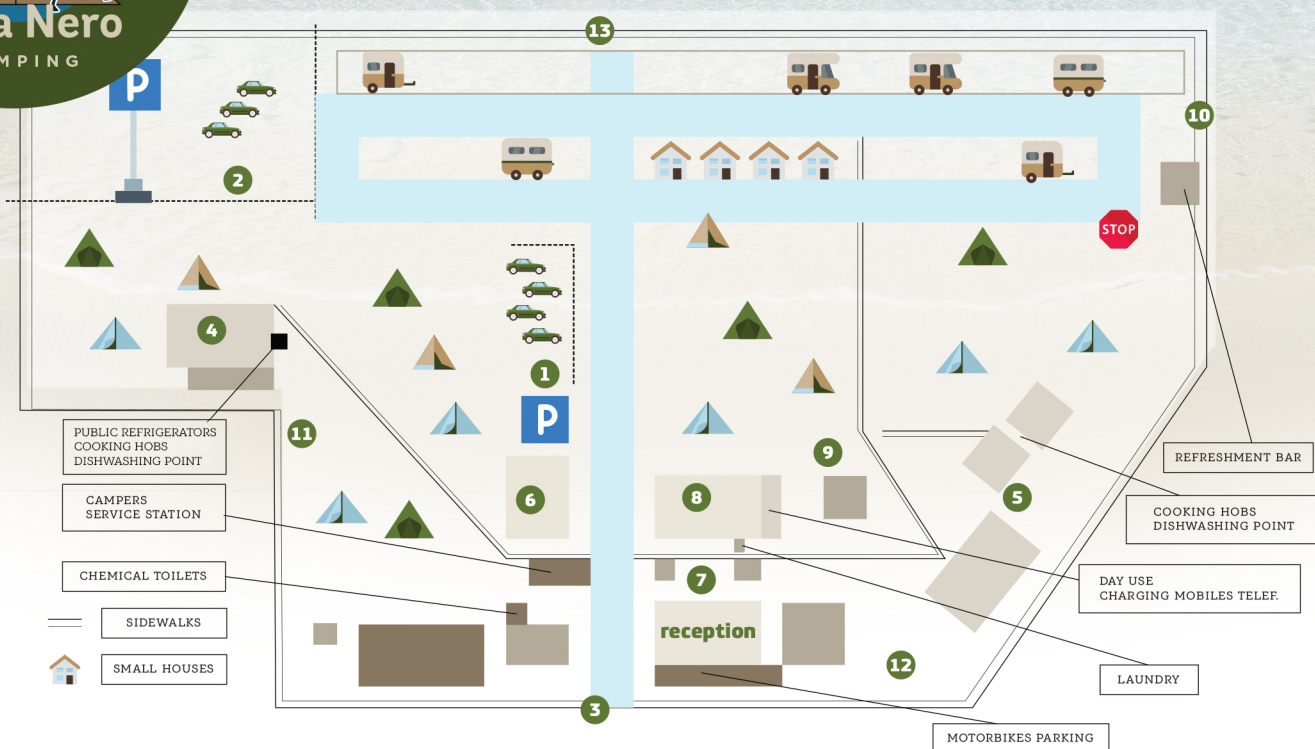 a Nero
MPING
P
13
10
2
STOP
4
1
P
11
9
6
8
5
7
reception
12
3
PUBLIC REFRIGERATORS
COOKING HOBS
DISHWASHING POINT
CAMPERS
SERVICE STATION
CHEMICAL TOILETS
SIDEWALKS
SMALL HOUSES
REFRESHMENT BAR
COOKING HOBS
DISHWASHING POINT
DAY USE
CHARGING MOBILES TELEF.
LAUNDRY
MOTORBIKES PARKING